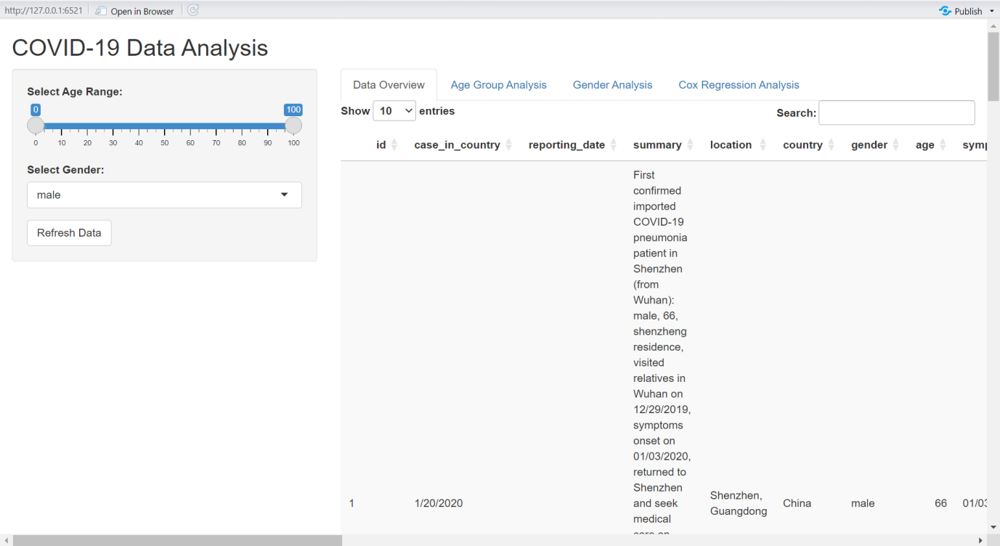 http://127.0.0.1:6521 Open in Browser Publish
COVID-19 Data Analysis
Select Age Range:
0 100
0 10 20 30 40 50 60 70 80 90 100
Select Gender:
male
Refresh Data
Data Overview Age Group Analysis Gender Analysis Cox Regression Analysis
Show 10 entries Search:
id case_in_country reporting_date summary location country gender age symp
First
confirmed
imported
COVID-19
pneumonia
patient in
Shenzhen
(from
Wuhan):
male, 66,
shenzheng
residence,
visited
relatives in
Wuhan on
12/29/2019,
symptoms
onset on
01/03/2020,
returned to
Shenzhen
and seek
medical
care on
1 1/20/2020 Shenzhen, Guangdong China male 66 01/03